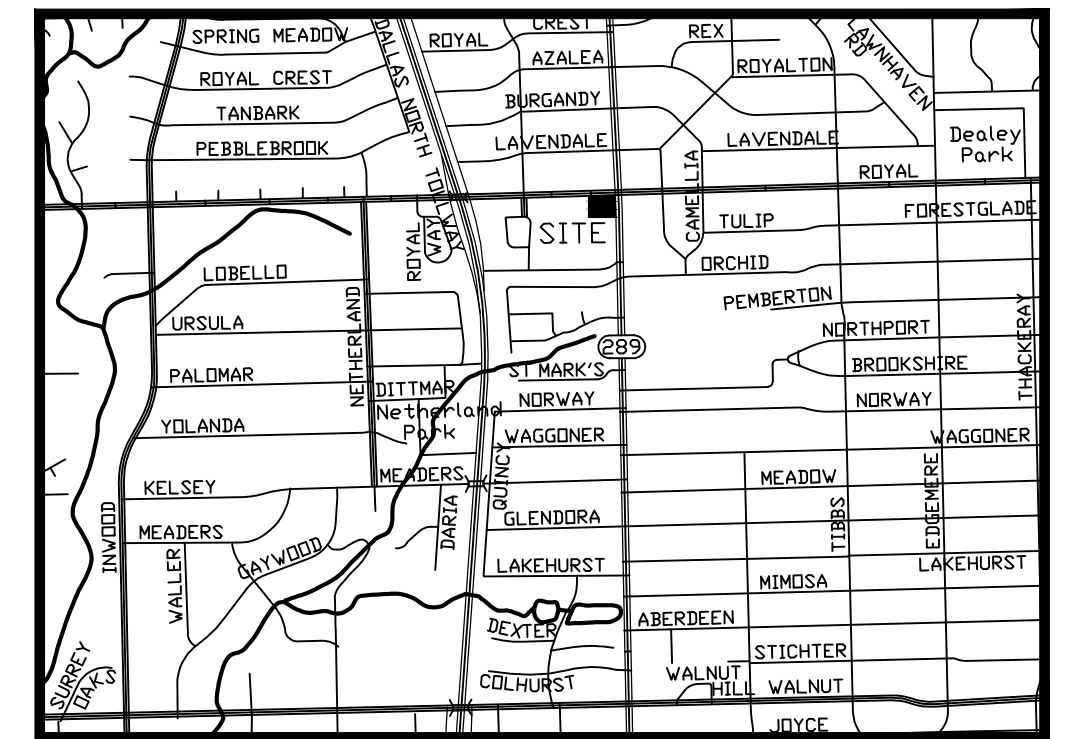 SPRING MEADOW
ROYAL
CREST
REX
LAWNHAVEN
RD
DALLAS NORTH TOLLWAY
AZALEA
ROYALTON
ROYAL CREST
TANBARK
BURGANDY
PEBBLEBROOK
LAVENDALE
LAVENDALE
Dealey
Park
ROYAL
CAMELLIA
FORESTGLADE
TULIP
ROYAL
WAY
SITE
LOBELLO
ORCHID
PEMBERTON
NETHERLAND
URSULA
NORTHPORT
THACKERAY
289
BROOKSHIRE
PALOMAR
DITTMAR
ST MARK'S
NORWAY
NORWAY
Netherland
Park
YOLANDA
WAGGONER
WAGGONER
MEADERS
QUINCY
MEADOW
KELSEY
EDGEMERE
TIBBS
INWOOD
DARIA
GLENDORA
MEADERS
GAYWOOD
LAKEHURST
LAKEHURST
WALLER
MIMOSA
ABERDEEN
DEXTER
STICHTER
SURREY
OAKS
COLHURST
WALNUT
HILL
WALNUT
JOYCE